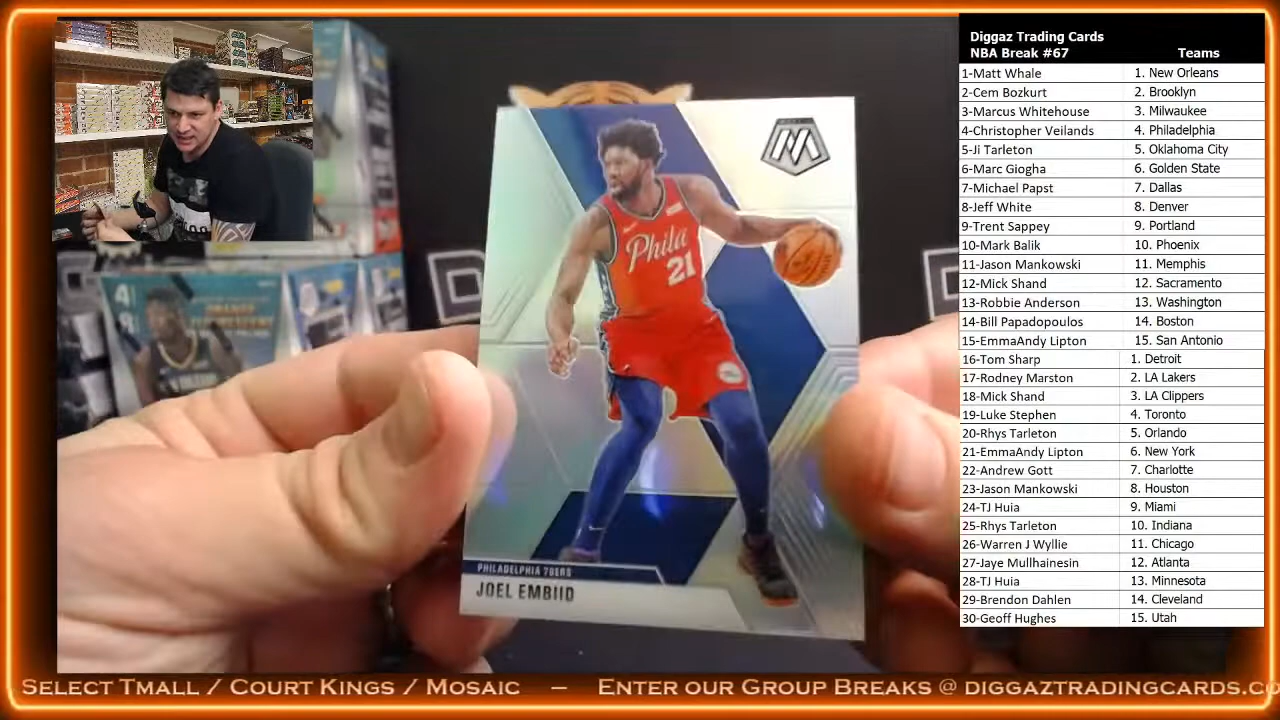 Diggaz Trading Cards
NBA Break #67 Teams
1-Matt Whale 1. New Orleans
2-Cem Bozkurt 2. Brooklyn
3-Marcus Whitehouse 3. Milwaukee
4-Christopher Veilands 4. Philadelphia
5-Ji Tarleton 5. Oklahoma City
6-Marc Giogha 6. Golden State
7-Michael Papst 7. Dallas
8-Jeff White 8. Denver
9-Trent Sappey 9. Portland
10-Mark Balik 10. Phoenix
11-Jason Mankowski 11. Memphis
12-Mick Shand 12. Sacramento
13-Robbie Anderson 13. Washington
14-Bill Papadopoulos 14. Boston
15-EmmaAndy Lipton 15. San Antonio
16-Tom Sharp 1. Detroit
17-Rodney Marston 2. LA Lakers
18-Mick Shand 3. LA Clippers
19-Luke Stephen 4. Toronto
20-Rhys Tarleton 5. Orlando
21-EmmaAndy Lipton 6. New York
22-Andrew Gott 7. Charlotte
23-Jason Mankowski 8. Houston
24-TJ Huia 9. Miami
25-Rhys Tarleton 10. Indiana
26-Warren J Wyllie 11. Chicago
27-Jaye Mullhainesin 12. Atlanta
28-TJ Huia 13. Minnesota
29-Brendon Dahlen 14. Cleveland
30-Geoff Hughes 15. Utah
Phila
21
PHILADELPHIA 76ERS
JOEL EMBIID
Select Tmall / Court Kings / Mosaic — Enter our Group Breaks @ diggaztradingcards.co